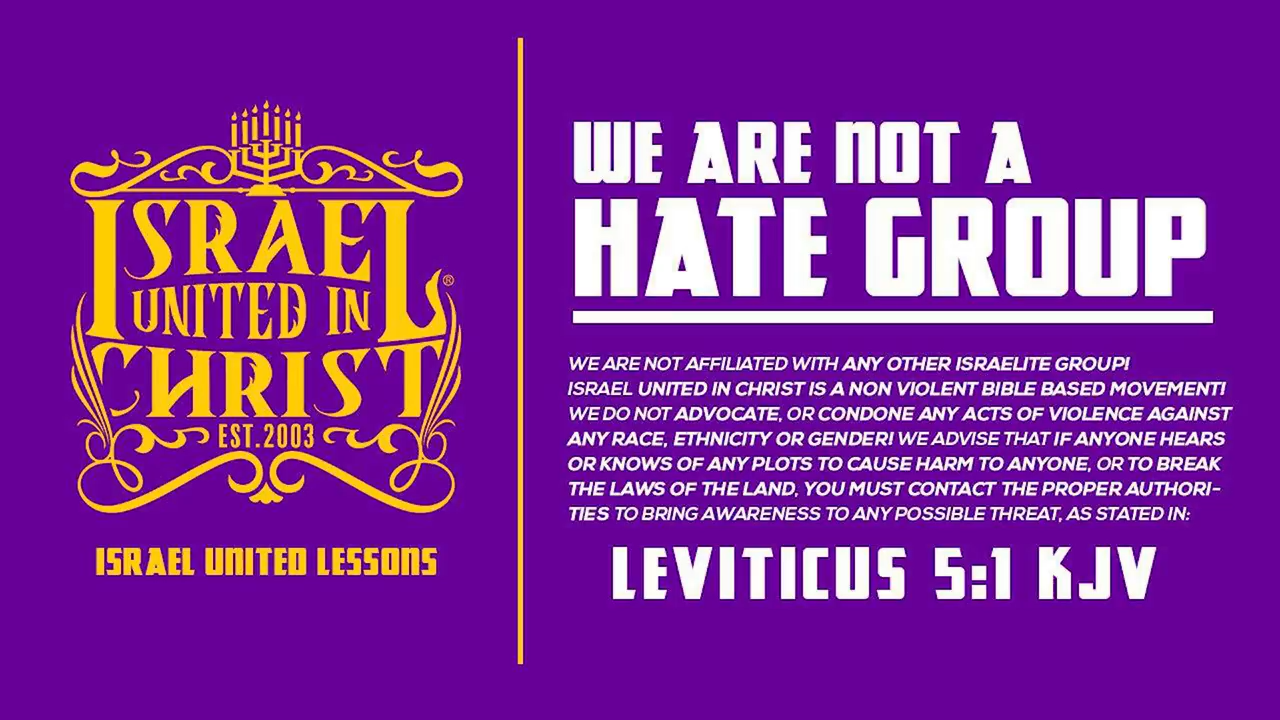 ISRAEL
UNITED IN
CHRIST
®
EST.2003
ISRAEL UNITED LESSONS
WE ARE NOT A
HATE GROUP
WE ARE NOT AFFILIATED WITH ANY OTHER ISRAELITE GROUP!
ISRAEL UNITED IN CHRIST IS A NON VIOLENT BIBLE BASED MOVEMENT!
WE DO NOT ADVOCATE, OR CONDONE ANY ACTS OF VIOLENCE AGAINST
ANY RACE, ETHNICITY OR GENDER! WE ADVISE THAT IF ANYONE HEARS
OR KNOWS OF ANY PLOTS TO CAUSE HARM TO ANYONE, OR TO BREAK
THE LAWS OF THE LAND, YOU MUST CONTACT THE PROPER AUTHORI-
TIES TO BRING AWARENESS TO ANY POSSIBLE THREAT, AS STATED IN:
LEVITICUS 5:1 KJV